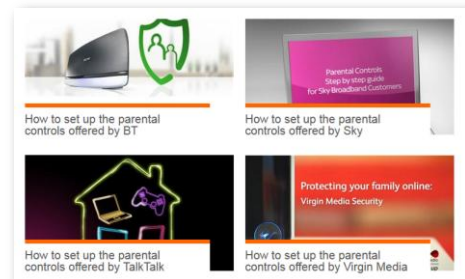 Parental Controls
Step by step guide
for Sky Broadband Customers
How to set up the parental
controls offered by BT
How to set up the parental
controls offered by Sky
Protecting your family online:
Virgin Media Security
How to set up the parental
controls offered by TalkTalk
How to set up the parental
controls offered by Virgin Media